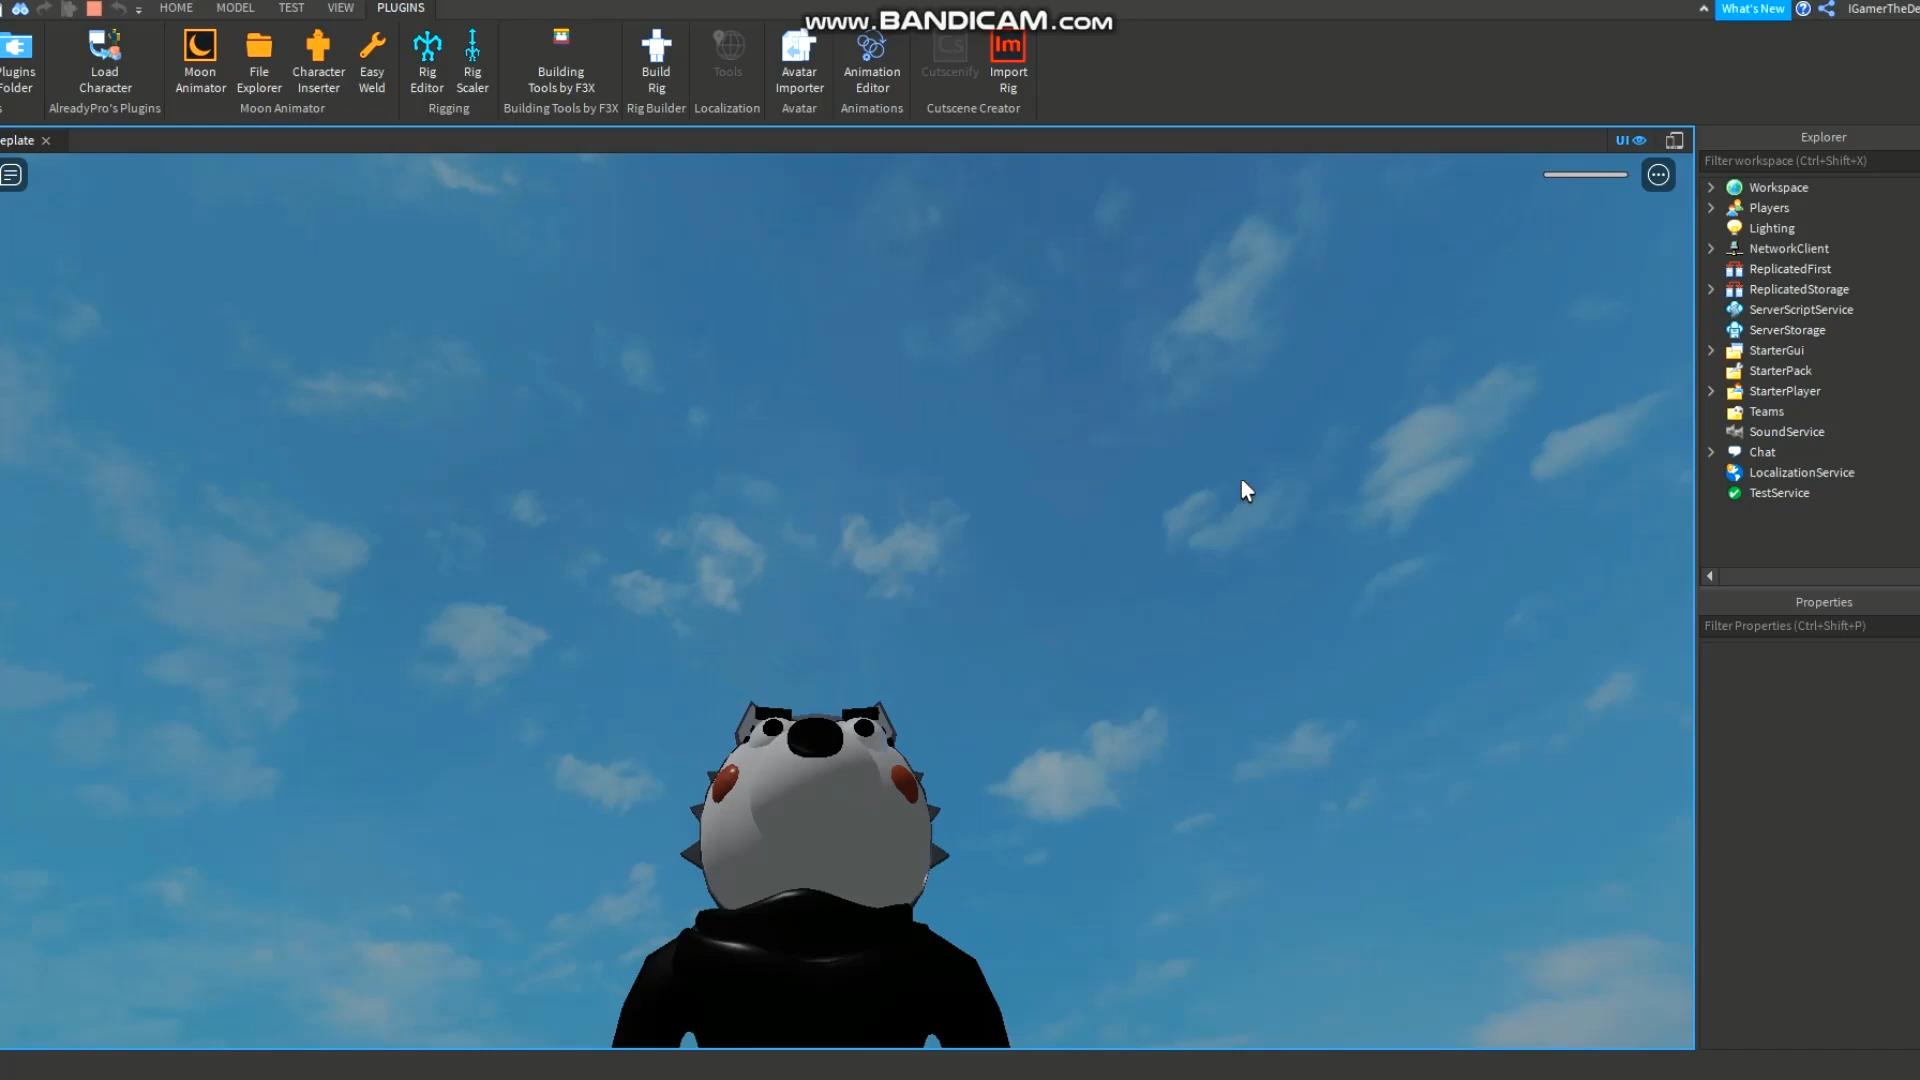 HOME MODEL TEST VIEW PLUGINS
www.BANDICAM.com
What's New
IGamerTheDe
Plugins Folder
Load Character
Moon Animator
File Explorer
Character Inserter
Easy Weld
Rig Editor
Rig Scaler
Building Tools by F3X
Build Rig
Tools
Avatar Importer
Animation Editor
Cs
Cutscenify
Im
Import Rig
AlreadyPro's Plugins
Moon Animator
Rigging
Building Tools by F3X
Rig Builder
Localization
Avatar
Animations
Cutscene Creator
eplate
UI
Explorer
Filter workspace (Ctrl+Shift+X)
Workspace
Players
Lighting
NetworkClient
ReplicatedFirst
ReplicatedStorage
ServerScriptService
ServerStorage
StarterGui
StarterPack
StarterPlayer
Teams
SoundService
Chat
LocalizationService
TestService
Properties
Filter Properties (Ctrl+Shift+P)